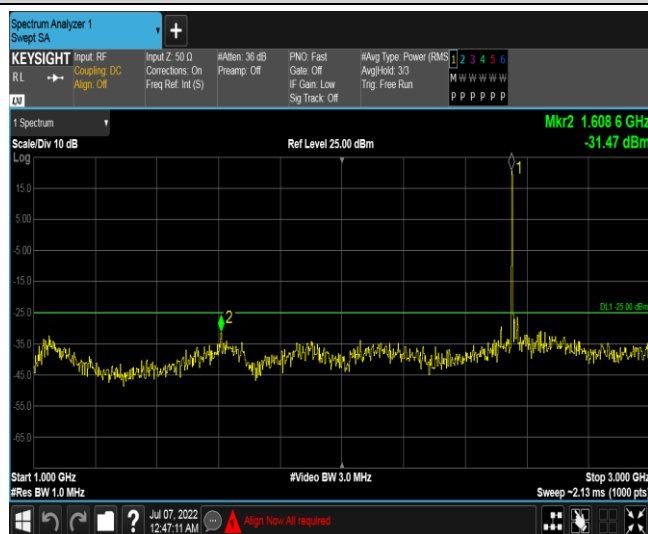 Spectrum Analyzer 1
Swept SA
KEYSIGHT
RL
LXI
Input: RF
Coupling: DC
Align: Off
Input Z: 50 Ω
Corrections: On
Freq Ref: Int (S)
#Atten: 36 dB
Preamp: Off
PNO: Fast
Gate: Off
IF Gain: Low
Sig Track: Off
#Avg Type: Power (RMS
Avg|Hold: 3/3
Trig: Free Run
1 2 3 4 5 6
M W W W W W
P P P P P P
1 Spectrum
Mkr2 1.608 6 GHz
-31.47 dBm
Scale/Div 10 dB
Ref Level 25.00 dBm
Log
1
15.0
5.00
-5.00
-15.0
-25.0
DL1 -25.00 dBm
2
-35.0
-45.0
-55.0
-65.0
Start 1.000 GHz
#Video BW 3.0 MHz
Stop 3.000 GHz
#Res BW 1.0 MHz
Sweep ~2.13 ms (1000 pts)
?
Jul 07, 2022
12:47:11 AM
1
Align Now All required